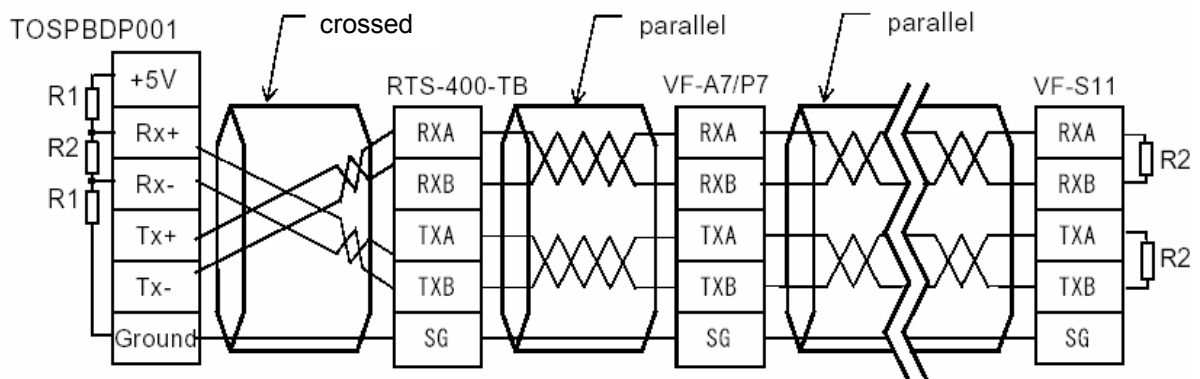 crossed
parallel
parallel
TOSPBDP001
RTS-400-TB
VF-A7/P7
VF-S11
R1
R2
R1
+5V
Rx+
Rx-
Tx+
Tx-
Ground
RXA
RXB
TXA
TXB
SG
RXA
RXB
TXA
TXB
SG
RXA
RXB
TXA
TXB
SG
R2
R2